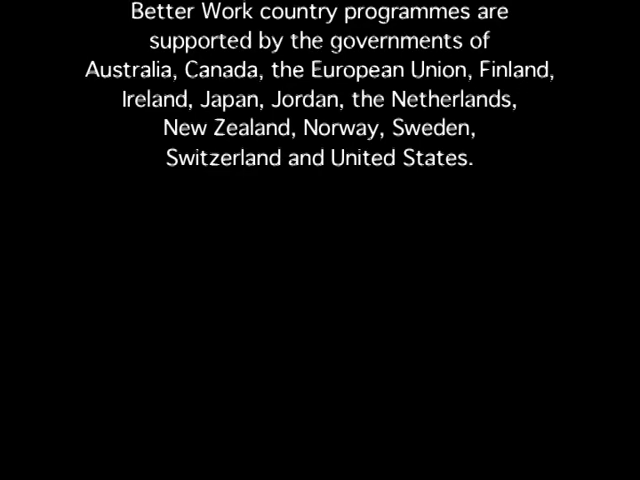 Better Work country programmes are
supported by the governments of
Australia, Canada, the European Union, Finland,
Ireland, Japan, Jordan, the Netherlands,
New Zealand, Norway, Sweden,
Switzerland and United States.